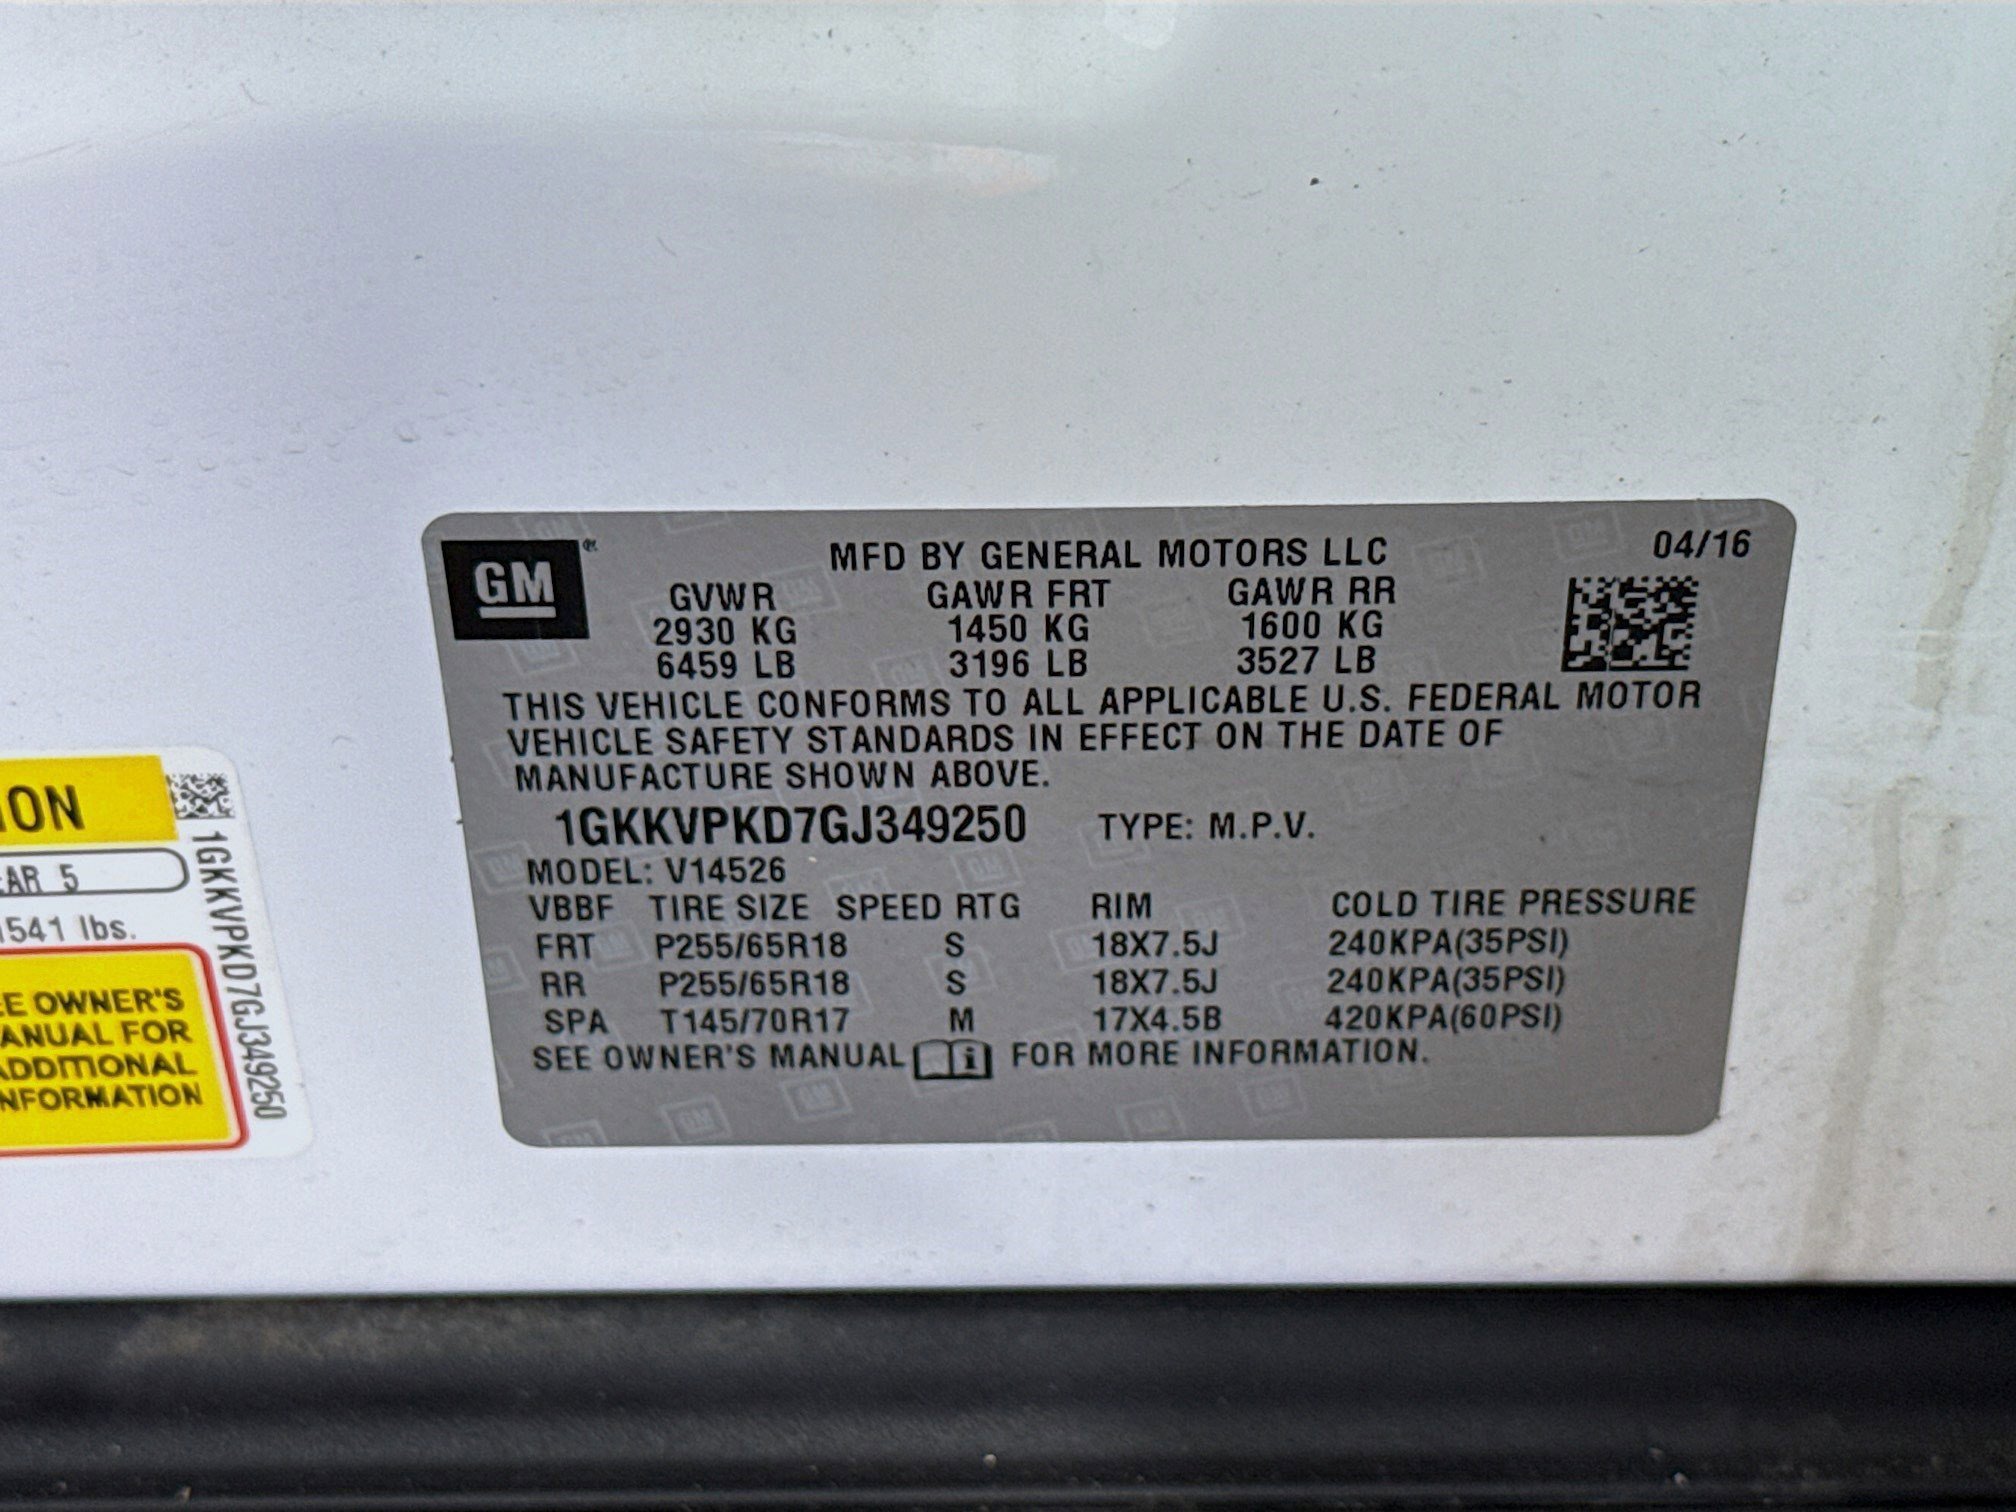 GM
MFD BY GENERAL MOTORS LLC 04/16
GVWR GAWR FRT GAWR RR
2930 KG 1450 KG 1600 KG
6459 LB 3196 LB 3527 LB
THIS VEHICLE CONFORMS TO ALL APPLICABLE U.S. FEDERAL MOTOR
VEHICLE SAFETY STANDARDS IN EFFECT ON THE DATE OF
MANUFACTURE SHOWN ABOVE.
1GKKVPKD7GJ349250 TYPE: M.P.V.
MODEL: V14526
VBBF TIRE SIZE SPEED RTG RIM COLD TIRE PRESSURE
FRT P255/65R18 S 18X7.5J 240KPA(35PSI)
RR P255/65R18 S 18X7.5J 240KPA(35PSI)
SPA T145/70R17 M 17X4.5B 420KPA(60PSI)
SEE OWNER'S MANUAL i FOR MORE INFORMATION.
ION
EAR 5
1541 lbs.
EE OWNER'S
ANUAL FOR
ADDITIONAL
NFORMATION
1GKKVPKD7GJ349250